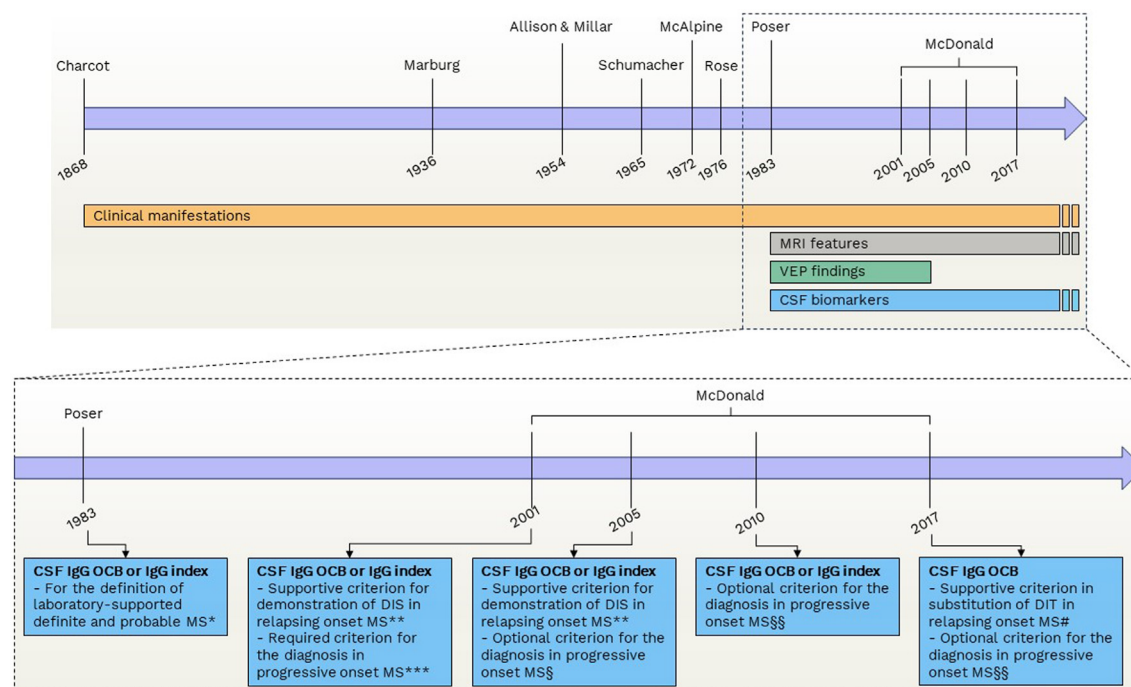 Allison & Millar
McAlpine
Poser
McDonald
Charcot
Marburg
Schumacher
Rose
1868
1936
1954
1965
1972
1976
1983
2001
2005
2010
2017
Clinical manifestations
MRI features
VEP findings
CSF biomarkers
McDonald
Poser
1983
2001
2005
2010
2017
CSF IgG OCB or IgG index
- For the definition of
laboratory-supported
definite and probable MS*
CSF IgG OCB or IgG index
- Supportive criterion for
demonstration of DIS in
relapsing onset MS**
- Required criterion for
the diagnosis in
progressive onset MS***
CSF IgG OCB or IgG index
- Supportive criterion for
demonstration of DIS in
relapsing onset MS**
- Optional criterion for the
diagnosis in progressive
onset MS§
CSF IgG OCB or IgG index
- Optional criterion for
the diagnosis in progressive
onset MS§§
CSF IgG OCB
- Supportive criterion in
substitution of DIT in
relapsing onset MS#
- Optional criterion for the
diagnosis in progressive
onset MS§§